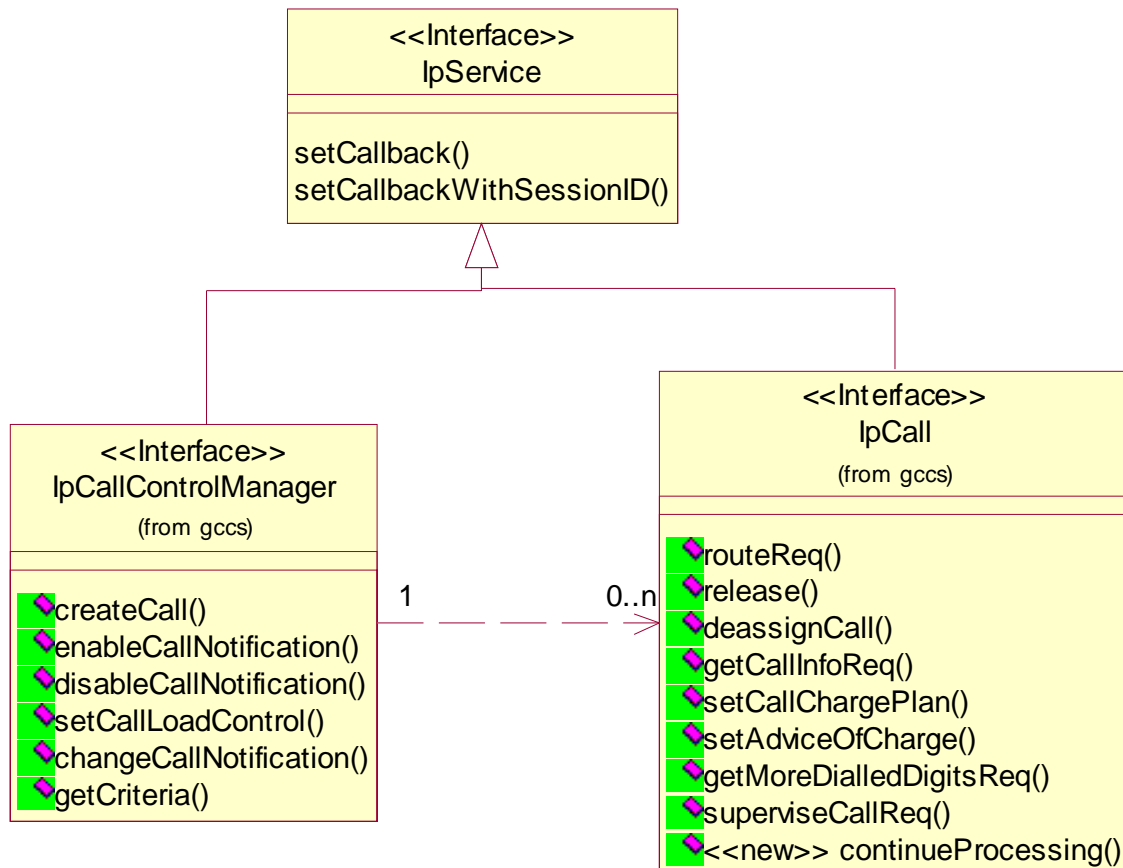 <<Interface>>
IpService
setCallback()
setCallbackWithSessionID()
<<Interface>>
IpCallControlManager
(from gccs)
createCall()
enableCallNotification()
disableCallNotification()
setCallLoadControl()
changeCallNotification()
getCriteria()
1
0..n
<<Interface>>
IpCall
(from gccs)
routeReq()
release()
deassignCall()
getCallInfoReq()
setCallChargePlan()
setAdviceOfCharge()
getMoreDialledDigitsReq()
superviseCallReq()
<<new>> continueProcessing()